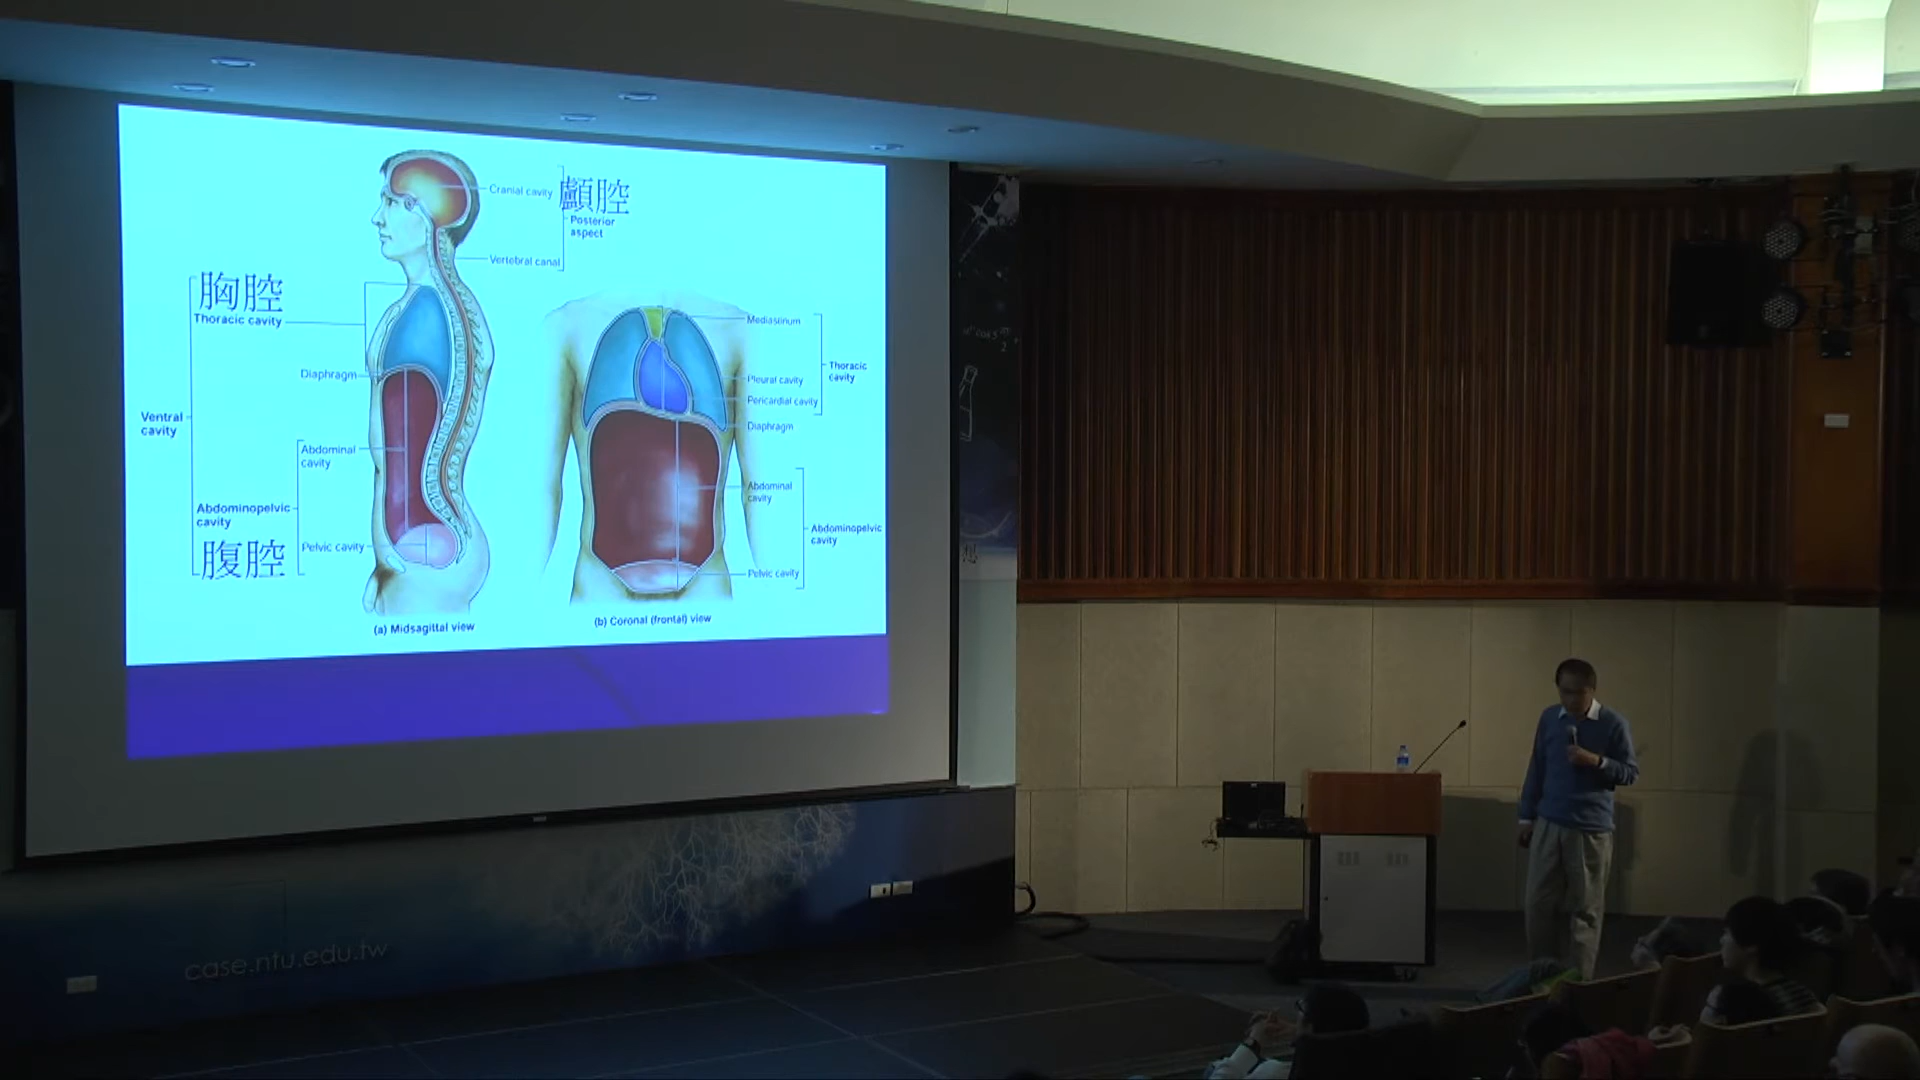 Cranial cavity
顱腔
Posterior
aspect
Vertebral canal
胸腔
Thoracic cavity
Diaphragm
Ventral
cavity
Abdominal
cavity
Abdominopelvic
cavity
腹腔
Pelvic cavity
(a) Midsagittal view
Mediastinum
Thoracic
cavity
Pleural cavity
Pericardial cavity
Diaphragm
Abdominal
cavity
Abdominopelvic
cavity
Pelvic cavity
(b) Coronal (frontal) view
想
case.ntu.edu.tw